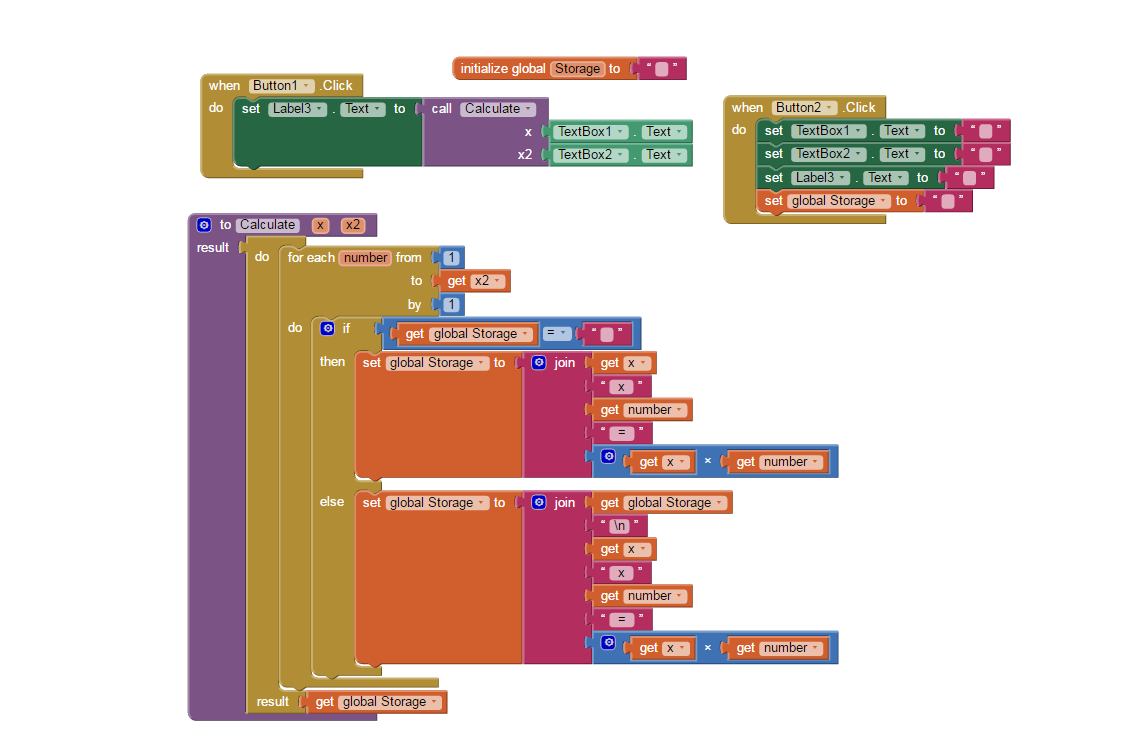 initialize global Storage to “ ”
when Button1 .Click
do set Label3 . Text to call Calculate
x TextBox1 . Text
x2 TextBox2 . Text
when Button2 .Click
do set TextBox1 . Text to “ ”
set TextBox2 . Text to “ ”
set Label3 . Text to “ ”
set global Storage to “ ”
to Calculate x x2
result do for each number from 1
to get x2
by 1
do if get global Storage = “ ”
then set global Storage to join get x
“ x ”
get number
“ = ”
get x × get number
else set global Storage to join get global Storage
“ \n ”
get x
“ x ”
get number
“ = ”
get x × get number
result get global Storage